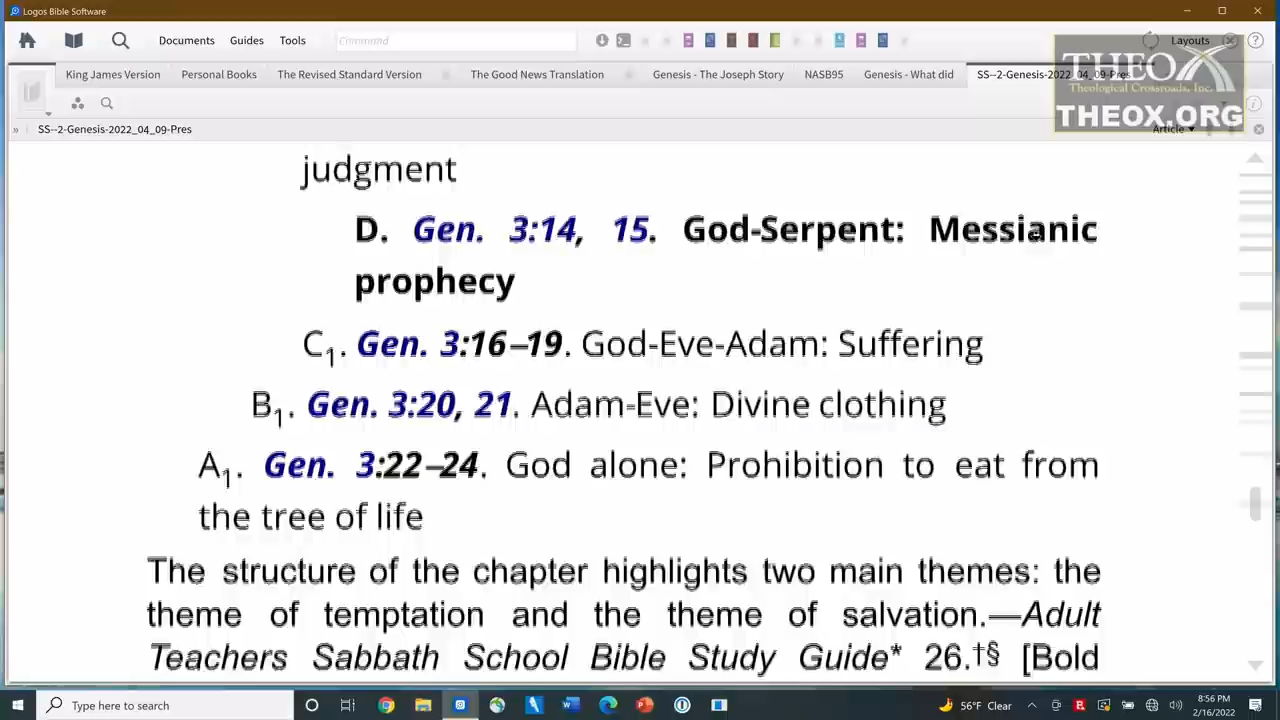 Logos Bible Software
Documents Guides Tools Command Layouts
King James Version Personal Books The Revised Standard Version The Good News Translation Genesis - The Joseph Story NASB95 Genesis - What did SS--2-Genesis-2022_04_09-Pres
THEOX
Theological Crossroads, Inc.
THEOX.ORG
SS--2-Genesis-2022_04_09-Pres Article
judgment
D. Gen. 3:14, 15. God-Serpent: Messianic
prophecy
C1. Gen. 3:16–19. God-Eve-Adam: Suffering
B1. Gen. 3:20, 21. Adam-Eve: Divine clothing
A1. Gen. 3:22–24. God alone: Prohibition to eat from
the tree of life
The structure of the chapter highlights two main themes: the
theme of temptation and the theme of salvation.—Adult
Teachers Sabbath School Bible Study Guide* 26.†§ [Bold
Type here to search
56°F Clear
8:56 PM
2/16/2022